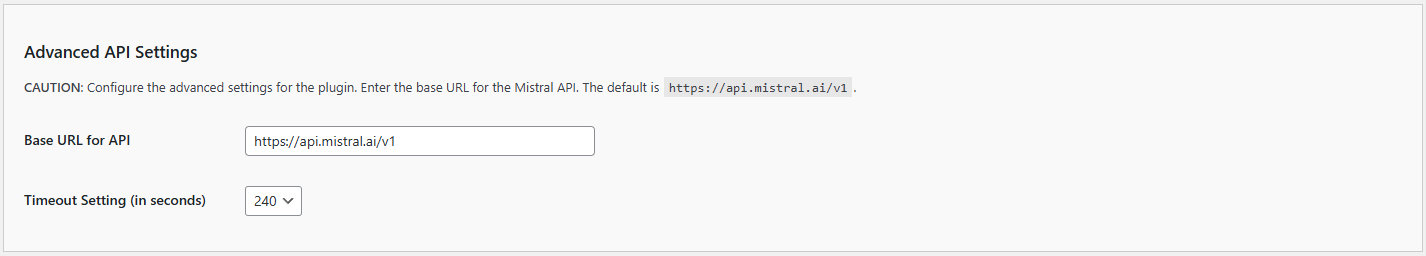 Advanced API Settings
CAUTION: Configure the advanced settings for the plugin. Enter the base URL for the Mistral API. The default is https://api.mistral.ai/v1 .
Base URL for API
https://api.mistral.ai/v1
Timeout Setting (in seconds)
240